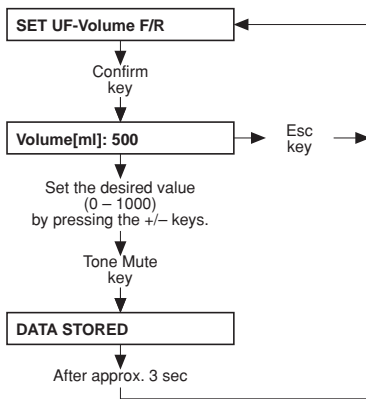 SET UF-Volume F/R
Confirm
key
Volume[ml]: 500
Esc
key
Set the desired value
(0 – 1000)
by pressing the +/– keys.
Tone Mute
key
DATA STORED
After approx. 3 sec